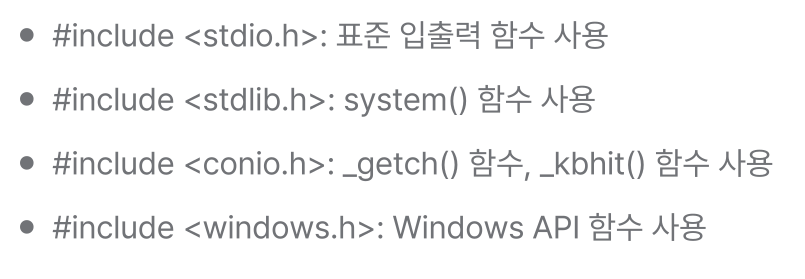 • #include <stdio.h>: 표준 입출력 함수 사용
• #include <stdlib.h>: system() 함수 사용
• #include <conio.h>: _getch() 함수, _kbhit() 함수 사용
• #include <windows.h>: Windows API 함수 사용